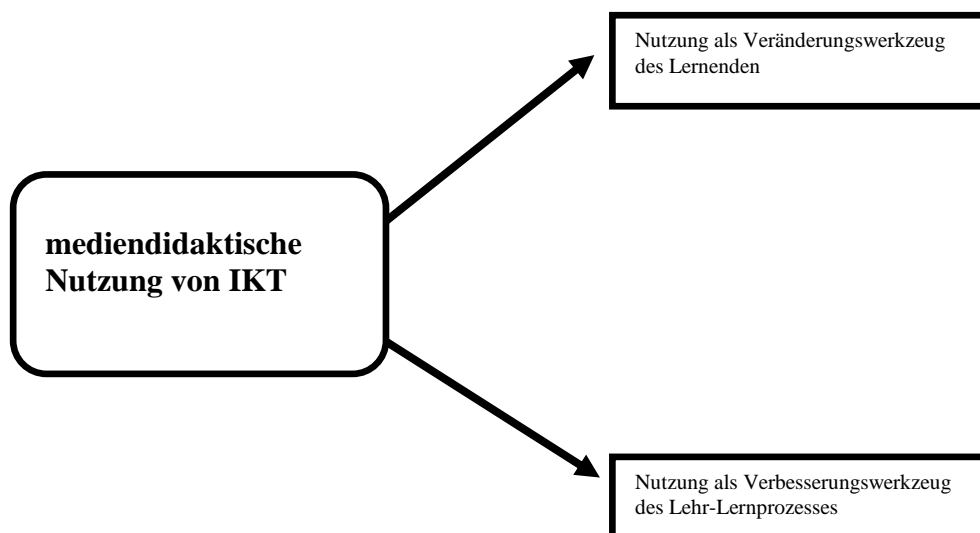 Nutzung als Veränderungswerkzeug
des Lernenden
mediendidaktische
Nutzung von IKT
Nutzung als Verbesserungswerkzeug
des Lehr-Lernprozesses